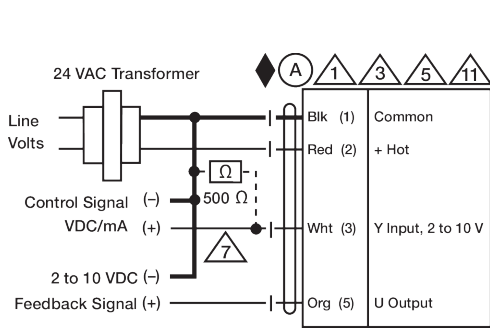 24 VAC Transformer
A 1 3 5 11
Line
Volts
Blk (1) Common
Red (2) + Hot
Ω
500 Ω
Control Signal (–)
VDC/mA (+)
Wht (3) Y Input, 2 to 10 V
7
2 to 10 VDC (–)
Feedback Signal (+)
Org (5) U Output